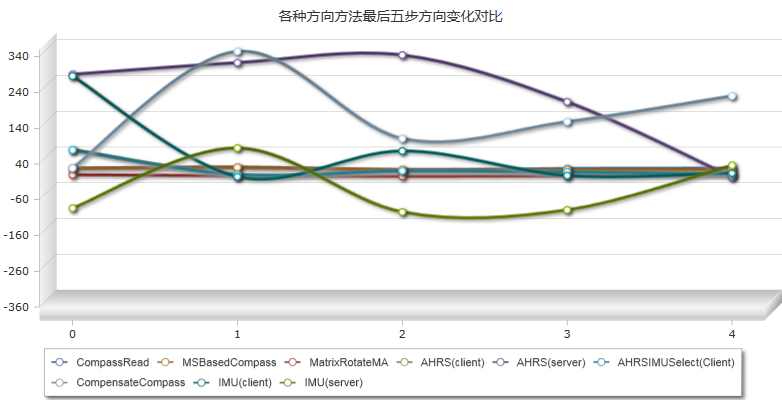 各种方向方法最后五步方向变化对比
340
240
140
40
-60
-160
-260
-360
0 1 2 3 4
CompassRead MSBasedCompass MatrixRotateMA AHRS(client) AHRS(server) AHRSIMUSelect(Client)
CompensateCompass IMU(client) IMU(server)